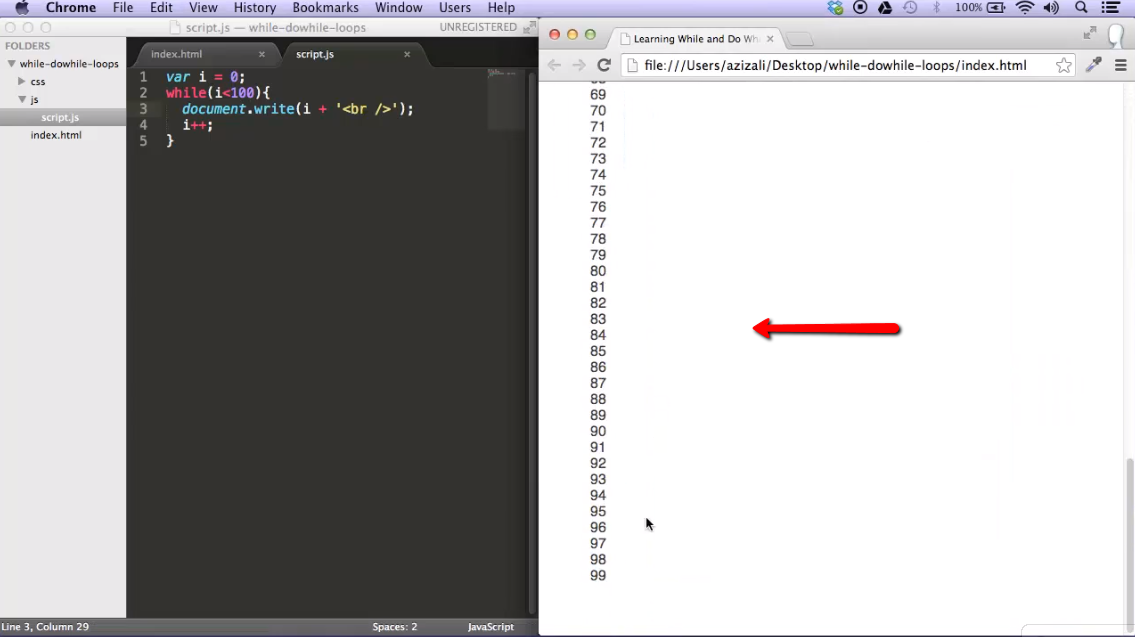 Chrome File Edit View History Bookmarks Window Users Help 100%
script.js — while-dowhile-loops UNREGISTERED
FOLDERS
while-dowhile-loops
css
js
script.js
index.html
index.html × script.js ×
1 var i = 0;
2 while(i<100){
3 document.write(i + '<br />');
4 i++;
5 }
Line 3, Column 29 Spaces: 2 JavaScript
Learning While and Do Wh ×
file:///Users/azizali/Desktop/while-dowhile-loops/index.html
69
70
71
72
73
74
75
76
77
78
79
80
81
82
83
84
85
86
87
88
89
90
91
92
93
94
95
96
97
98
99